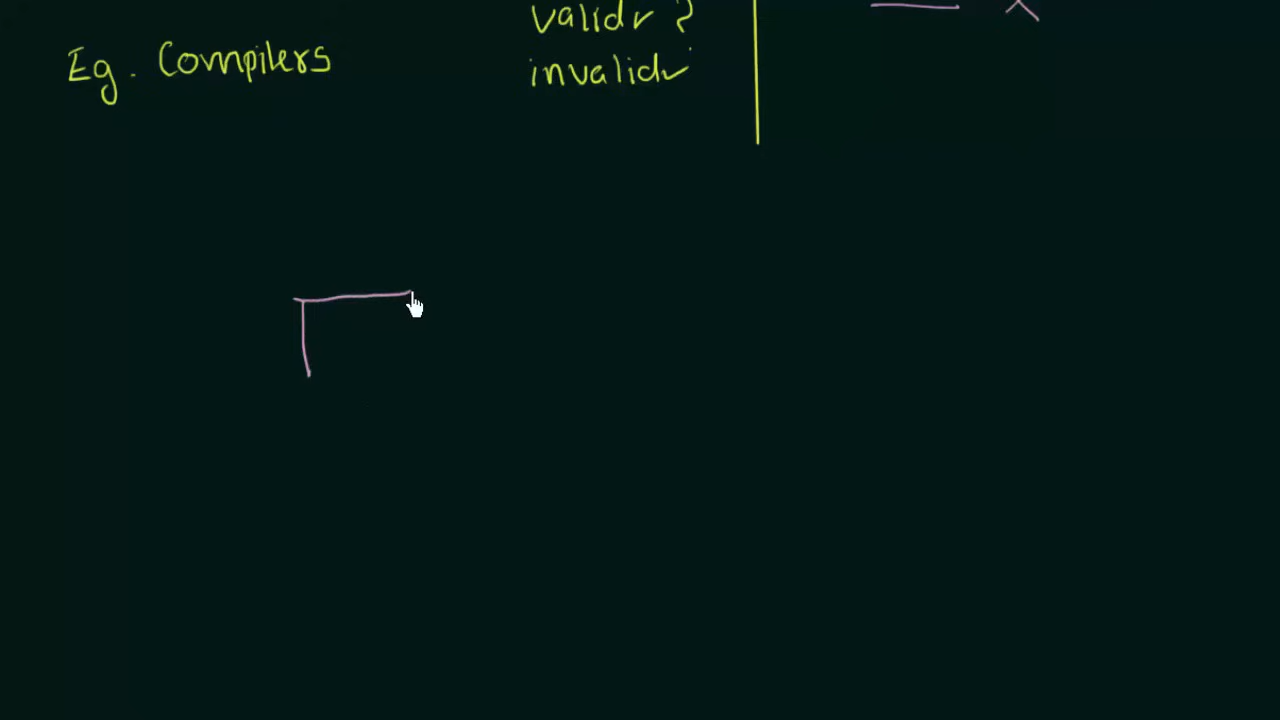 valid ?
Eg. Compilers
invalid